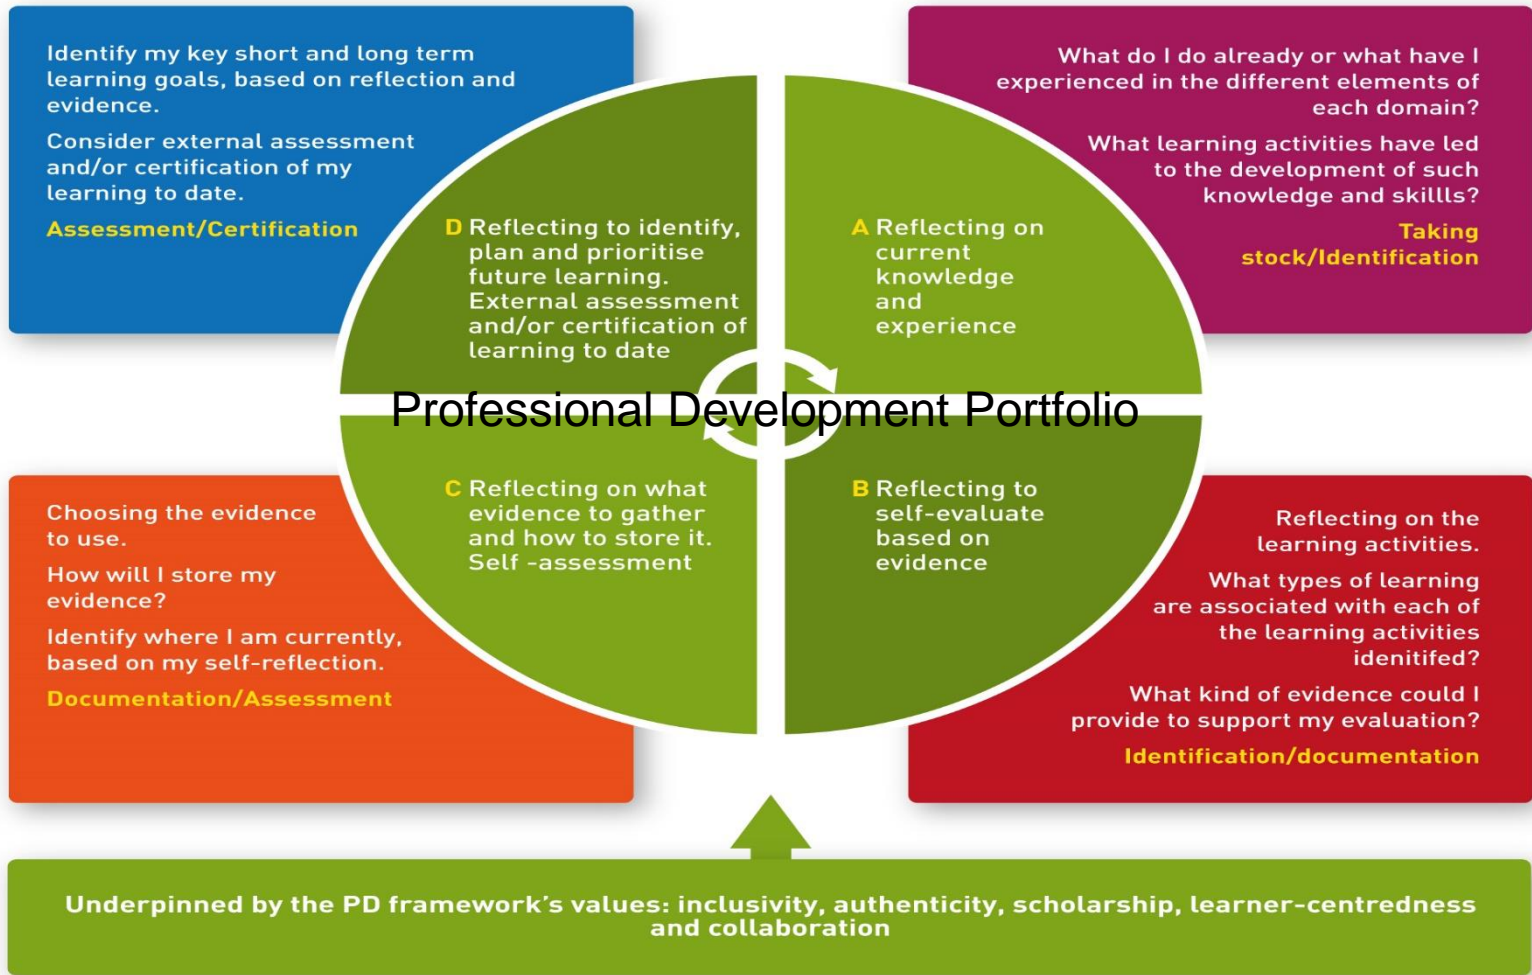 Identify my key short and long term
learning goals, based on reflection and
evidence.
Consider external assessment
and/or certification of my
learning to date.
Assessment/Certification
What do I do already or what have I
experienced in the different elements of
each domain?
What learning activities have led
to the development of such
knowledge and skillls?
Taking
stock/Identification
D Reflecting to identify,
plan and prioritise
future learning.
External assessment
and/or certification of
learning to date
A Reflecting on
current
knowledge
and
experience
Professional Development Portfolio
C Reflecting on what
evidence to gather
and how to store it.
Self -assessment
B Reflecting to
self-evaluate
based on
evidence
Choosing the evidence
to use.
How will I store my
evidence?
Identify where I am currently,
based on my self-reflection.
Documentation/Assessment
Reflecting on the
learning activities.
What types of learning
are associated with each of
the learning activities
idenitifed?
What kind of evidence could I
provide to support my evaluation?
Identification/documentation
Underpinned by the PD framework’s values: inclusivity, authenticity, scholarship, learner-centredness
and collaboration